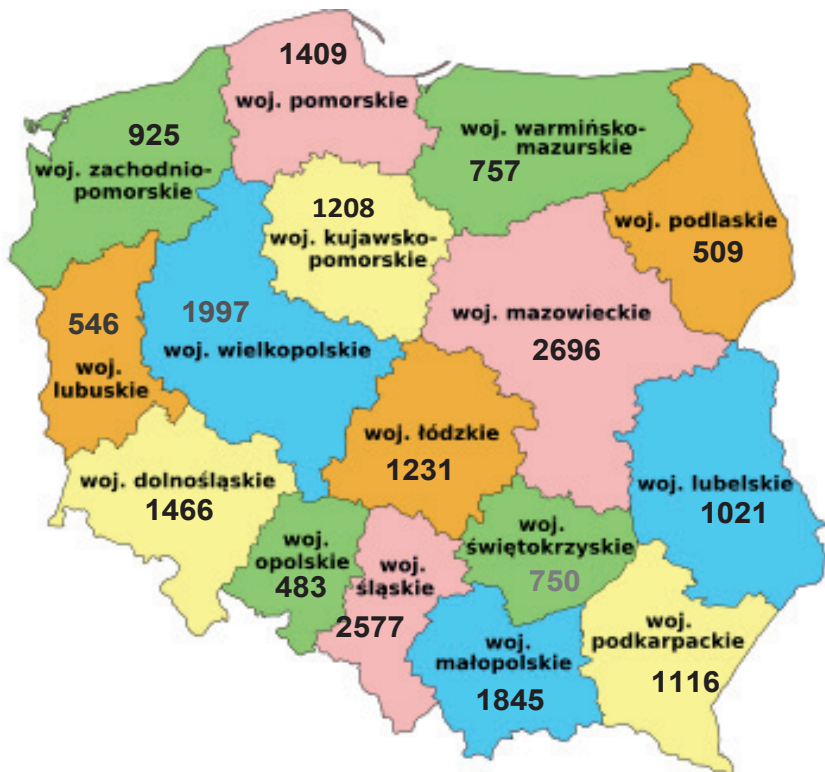 1409
woj. pomorskie
925
woj. zachodnio-
pomorskie
woj. warmińsko-
mazurskie
757
1208
woj. kujawsko-
pomorskie
woj. podlaskie
509
546
woj.
lubuskie
1997
woj. wielkopolskie
woj. mazowieckie
2696
woj. łódzkie
1231
woj. dolnośląskie
1466
woj. lubelskie
1021
woj.
opolskie
483
woj.
śląskie
2577
woj.
świętokrzyskie
750
woj.
małopolskie
1845
woj.
podkarpackie
1116